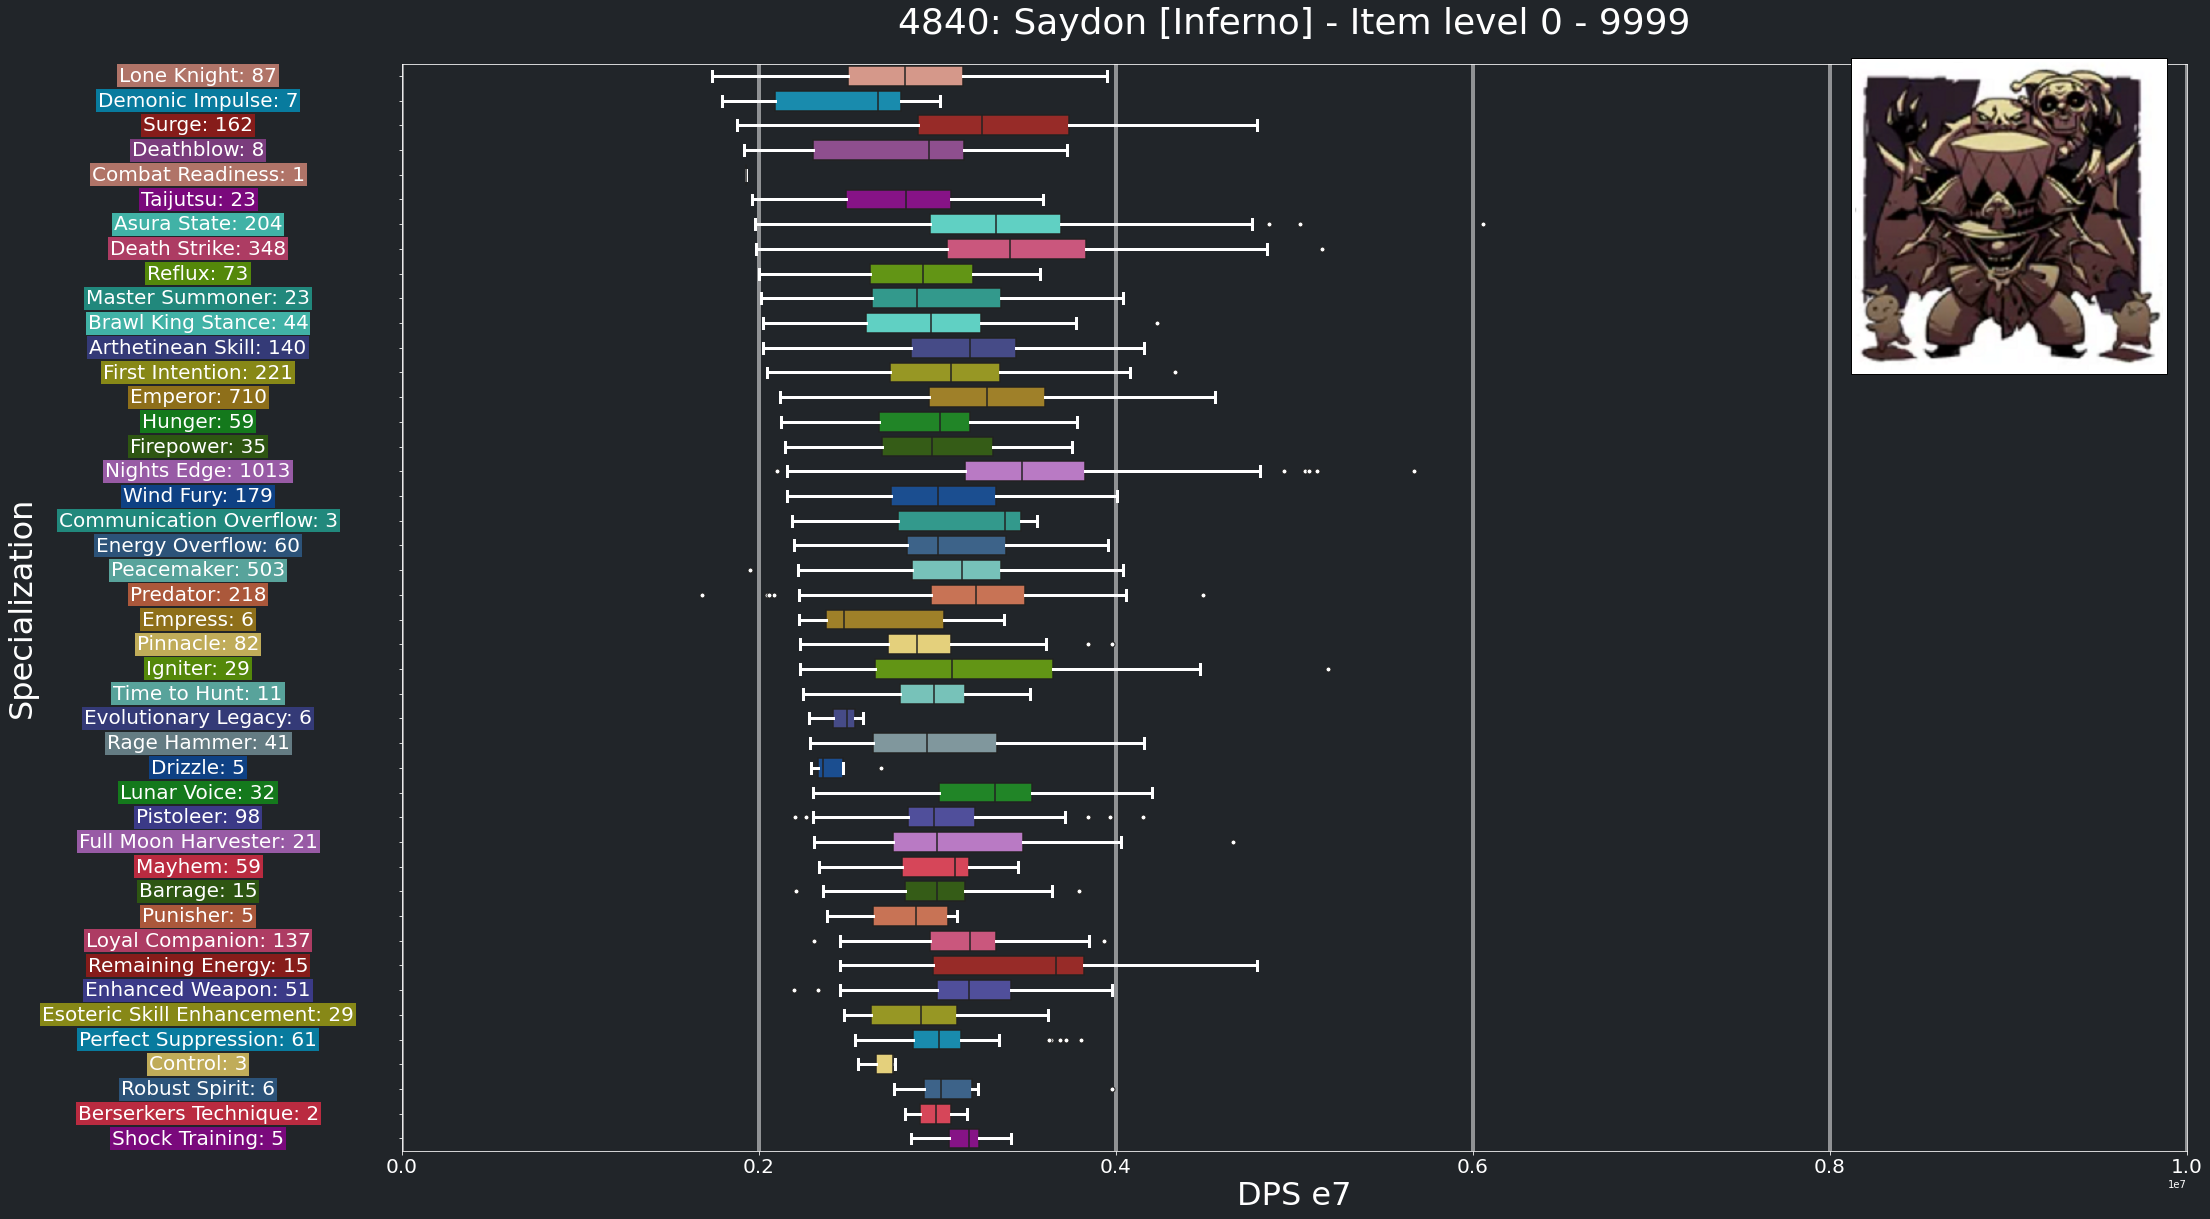 4840: Saydon [Inferno] - Item level 0 - 9999
Lone Knight: 87
Demonic Impulse: 7
Surge: 162
Deathblow: 8
Combat Readiness: 1
Taijutsu: 23
Asura State: 204
Death Strike: 348
Reflux: 73
Master Summoner: 23
Brawl King Stance: 44
Arthetinean Skill: 140
First Intention: 221
Emperor: 710
Hunger: 59
Firepower: 35
Nights Edge: 1013
Wind Fury: 179
Communication Overflow: 3
Energy Overflow: 60
Peacemaker: 503
Predator: 218
Empress: 6
Pinnacle: 82
Igniter: 29
Time to Hunt: 11
Evolutionary Legacy: 6
Rage Hammer: 41
Drizzle: 5
Lunar Voice: 32
Pistoleer: 98
Full Moon Harvester: 21
Mayhem: 59
Barrage: 15
Punisher: 5
Loyal Companion: 137
Remaining Energy: 15
Enhanced Weapon: 51
Esoteric Skill Enhancement: 29
Perfect Suppression: 61
Control: 3
Robust Spirit: 6
Berserkers Technique: 2
Shock Training: 5
Specialization
0.0 0.2 0.4 0.6 0.8 1.0
1e7
DPS e7